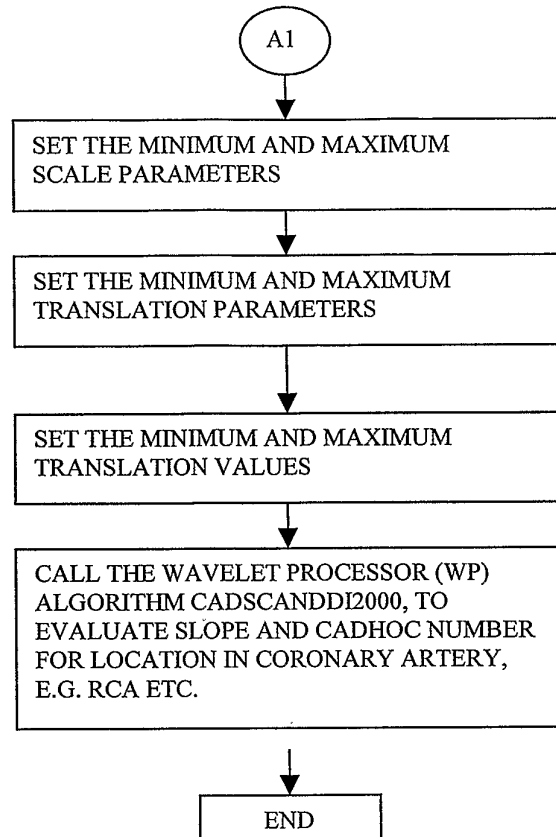 A1
SET THE MINIMUM AND MAXIMUM
SCALE PARAMETERS
SET THE MINIMUM AND MAXIMUM
TRANSLATION PARAMETERS
SET THE MINIMUM AND MAXIMUM
TRANSLATION VALUES
CALL THE WAVELET PROCESSOR (WP)
ALGORITHM CADSCANDDI2000, TO
EVALUATE SLOPE AND CADHOC NUMBER
FOR LOCATION IN CORONARY ARTERY,
E.G. RCA ETC.
END